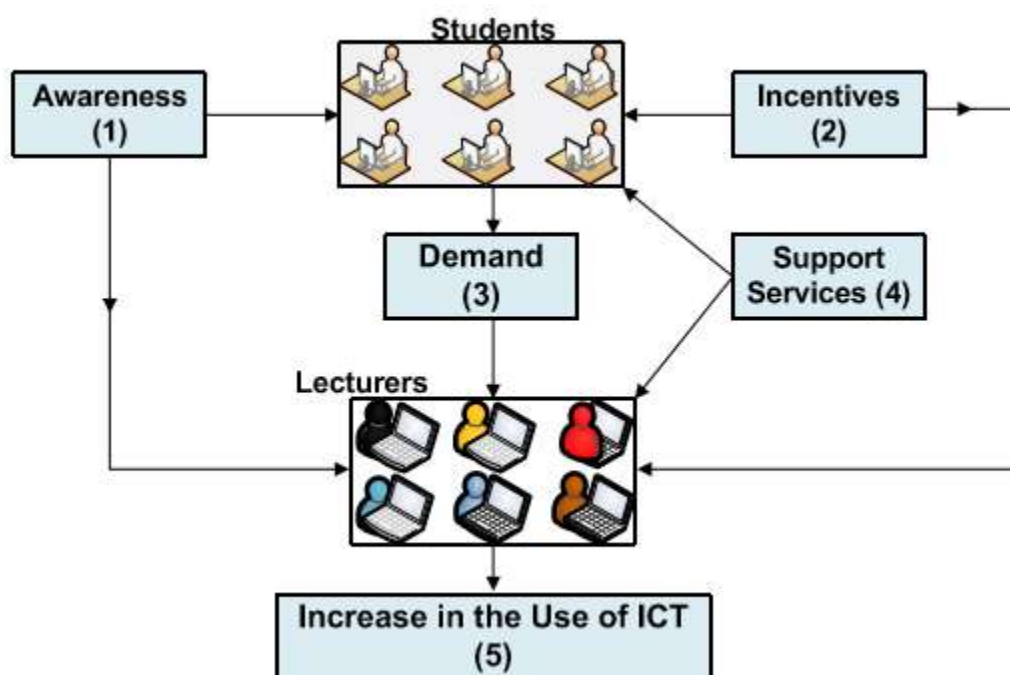 Students
Awareness
(1)
Incentives
(2)
Demand
(3)
Support
Services (4)
Lecturers
Increase in the Use of ICT
(5)